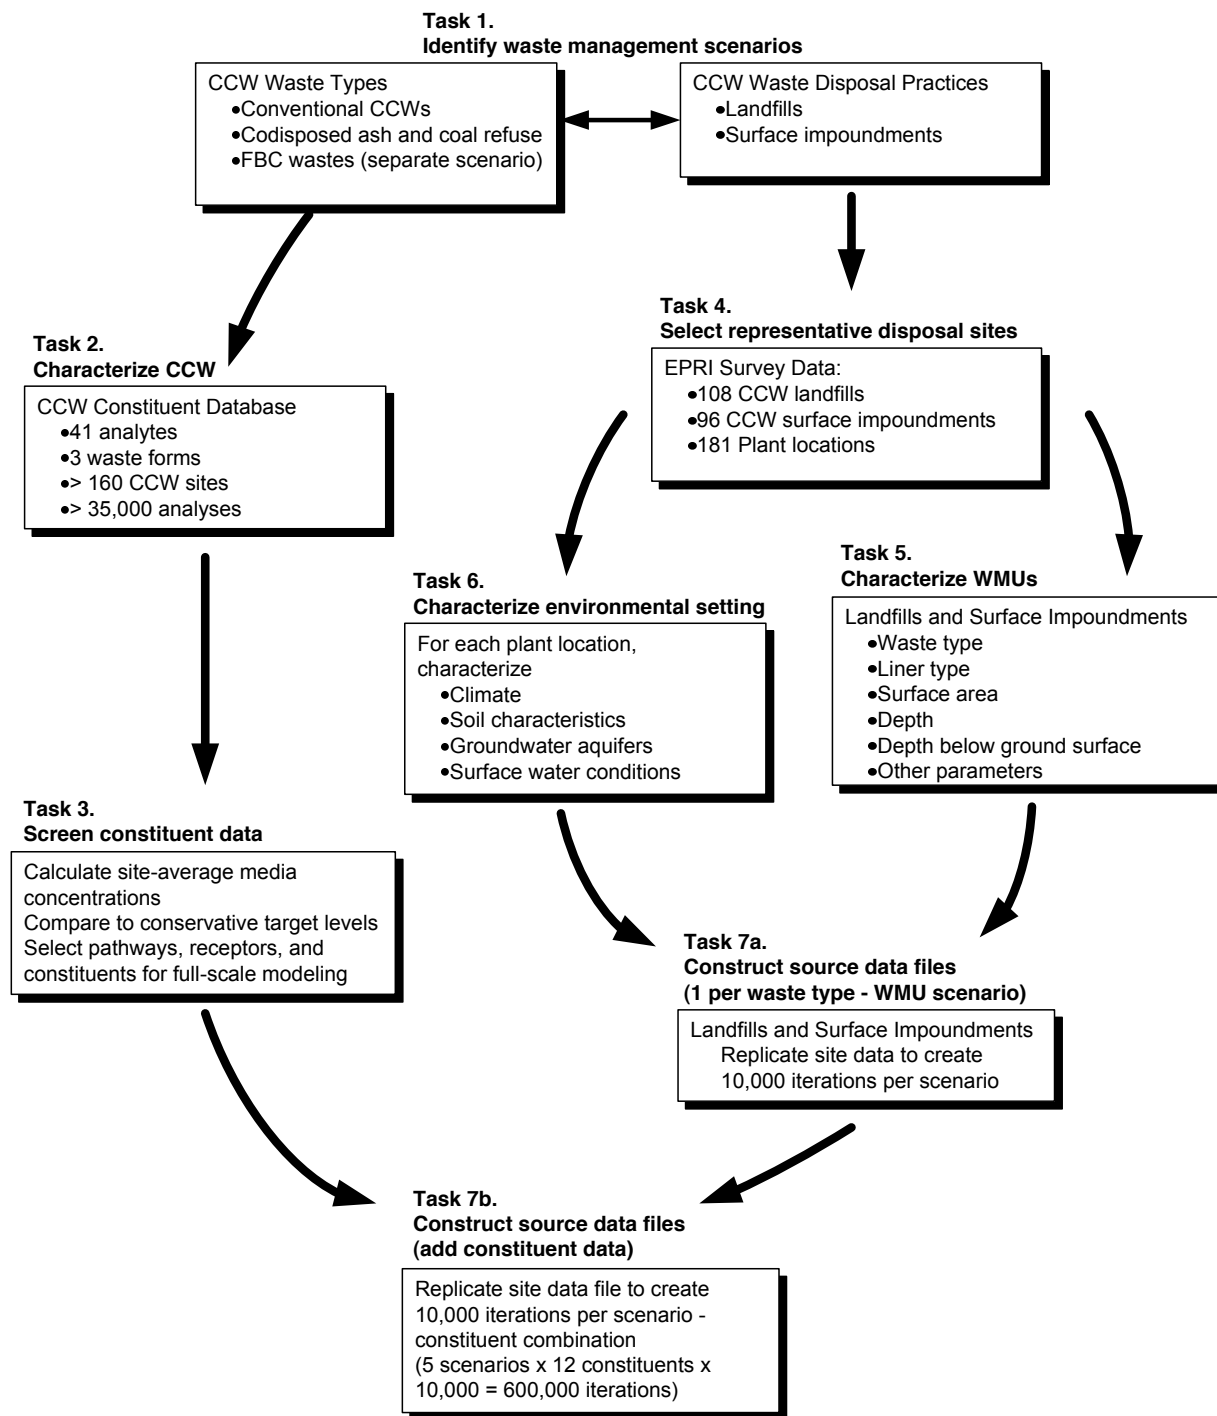 Task 1.
Identify waste management scenarios
CCW Waste Types
•Conventional CCWs
•Codisposed ash and coal refuse
•FBC wastes (separate scenario)
CCW Waste Disposal Practices
•Landfills
•Surface impoundments
Task 2.
Characterize CCW
CCW Constituent Database
•41 analytes
•3 waste forms
•> 160 CCW sites
•> 35,000 analyses
Task 4.
Select representative disposal sites
EPRI Survey Data:
•108 CCW landfills
•96 CCW surface impoundments
•181 Plant locations
Task 6.
Characterize environmental setting
For each plant location,
characterize
•Climate
•Soil characteristics
•Groundwater aquifers
•Surface water conditions
Task 5.
Characterize WMUs
Landfills and Surface Impoundments
•Waste type
•Liner type
•Surface area
•Depth
•Depth below ground surface
•Other parameters
Task 3.
Screen constituent data
Calculate site-average media
concentrations
Compare to conservative target levels
Select pathways, receptors, and
constituents for full-scale modeling
Task 7a.
Construct source data files
(1 per waste type - WMU scenario)
Landfills and Surface Impoundments
Replicate site data to create
10,000 iterations per scenario
Task 7b.
Construct source data files
(add constituent data)
Replicate site data file to create
10,000 iterations per scenario -
constituent combination
(5 scenarios x 12 constituents x
10,000 = 600,000 iterations)